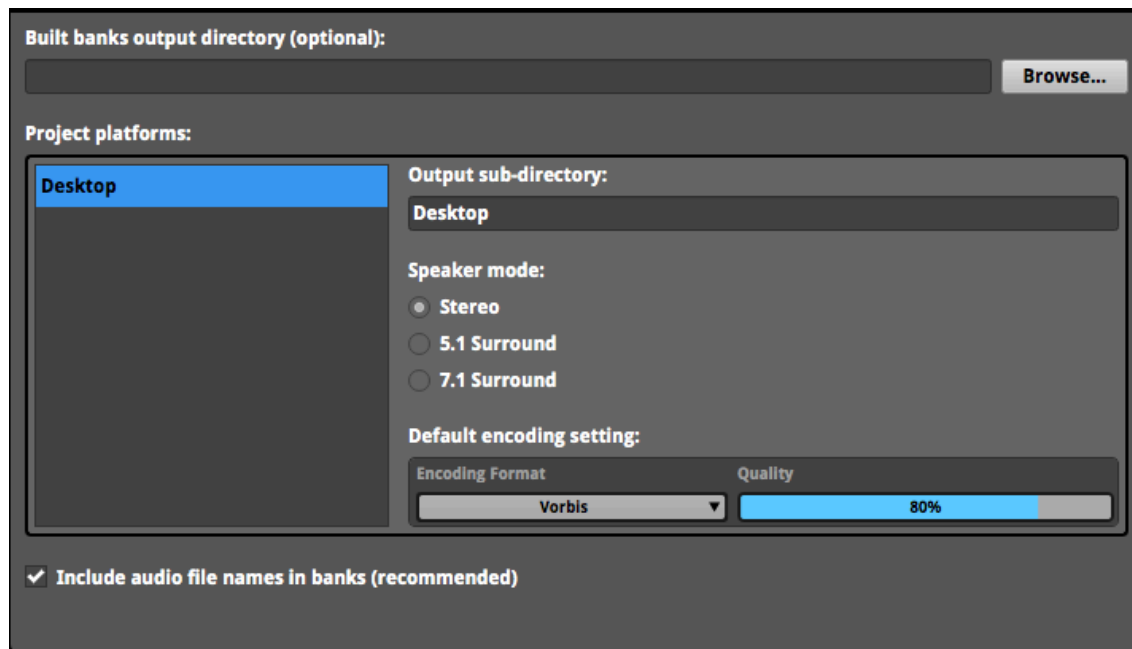 Built banks output directory (optional):
Browse...
Project platforms:
Desktop
Output sub-directory:
Desktop
Speaker mode:
Stereo
5.1 Surround
7.1 Surround
Default encoding setting:
Encoding Format Quality
Vorbis 80%
Include audio file names in banks (recommended)